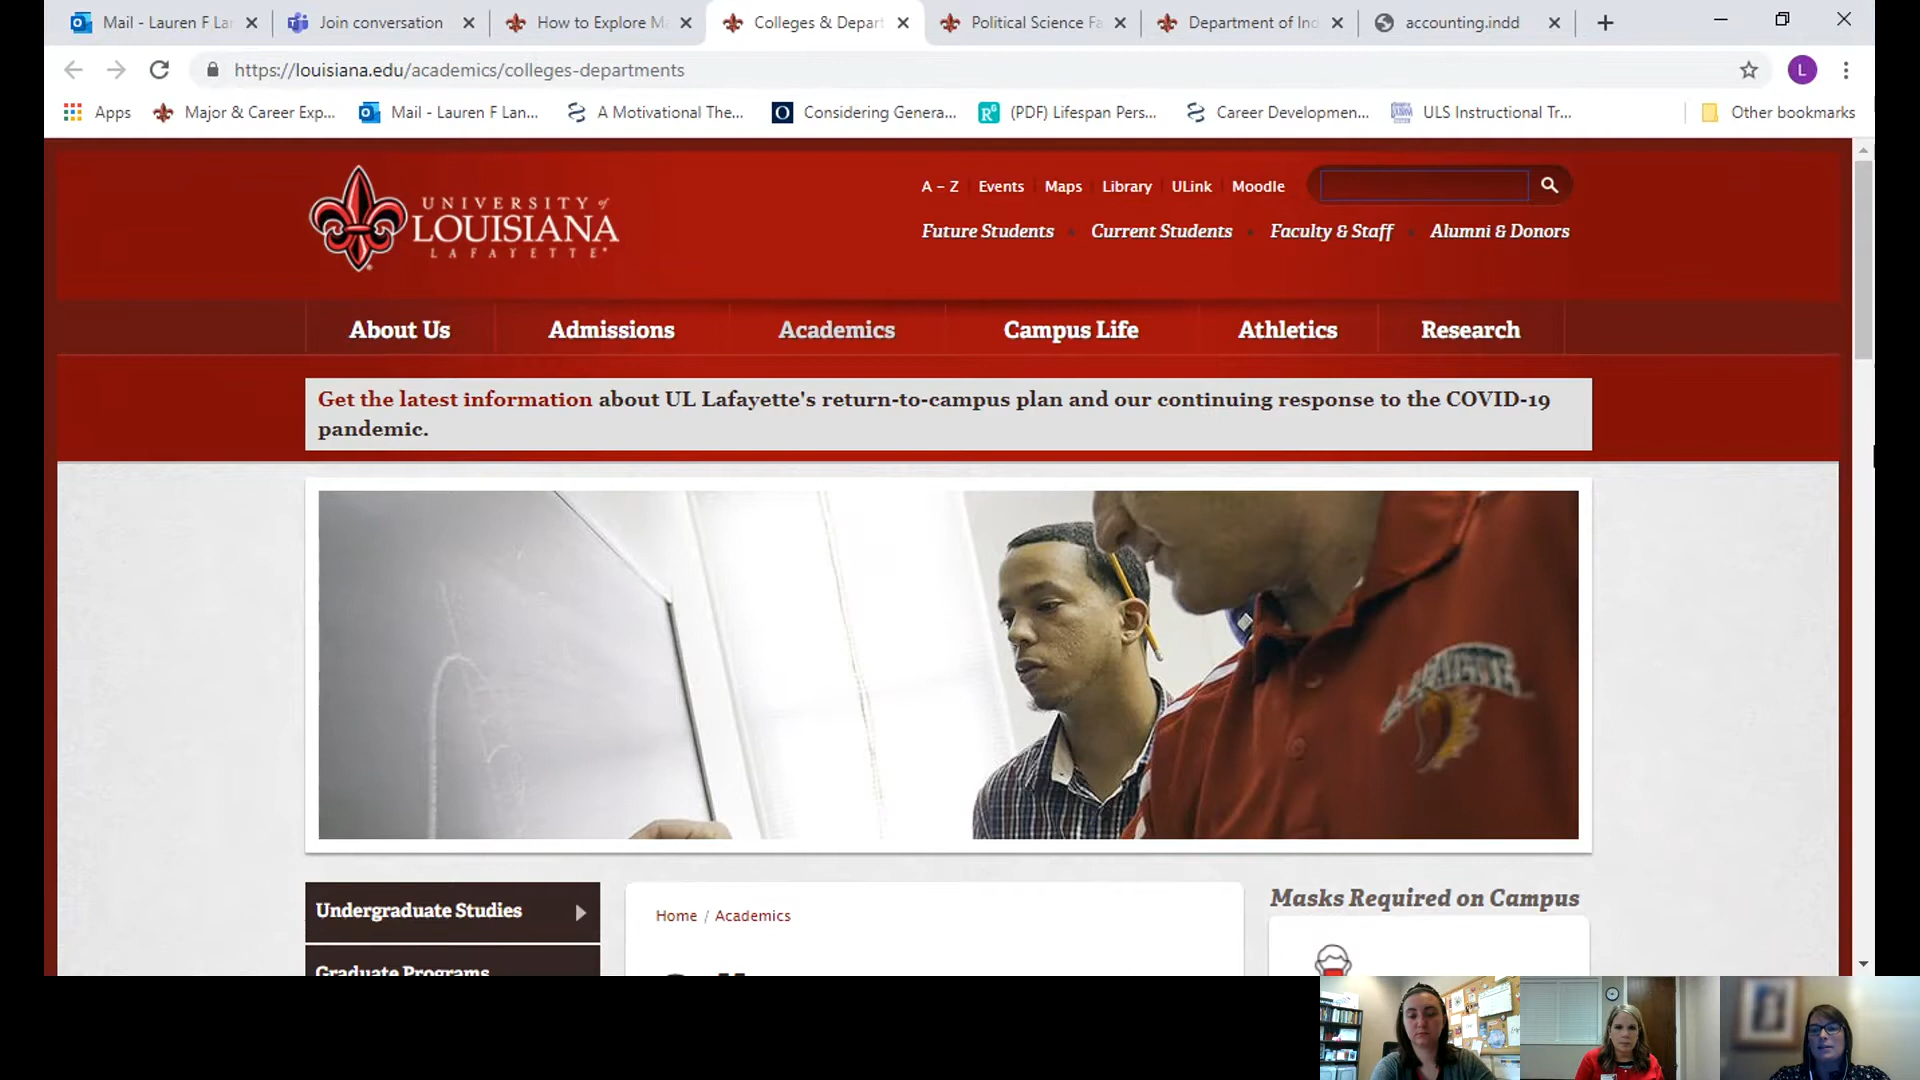 Mail - Lauren F La
Join conversation
How to Explore Ma
Colleges & Depart
Political Science Fa
Department of Ind
accounting.indd
https://louisiana.edu/academics/colleges-departments
L
Apps
Major & Career Exp...
Mail - Lauren F Lan...
A Motivational The...
Considering Genera...
(PDF) Lifespan Pers...
Career Developmen...
ULS Instructional Tr...
Other bookmarks
UNIVERSITY of
LOUISIANA
LAFAYETTE®
A – Z Events Maps Library ULink Moodle
Future Students Current Students Faculty & Staff Alumni & Donors
About Us Admissions Academics Campus Life Athletics Research
Get the latest information about UL Lafayette's return-to-campus plan and our continuing response to the COVID-19
pandemic.
LAFAYETTE
Undergraduate Studies
Graduate Programs
Home / Academics
Masks Required on Campus